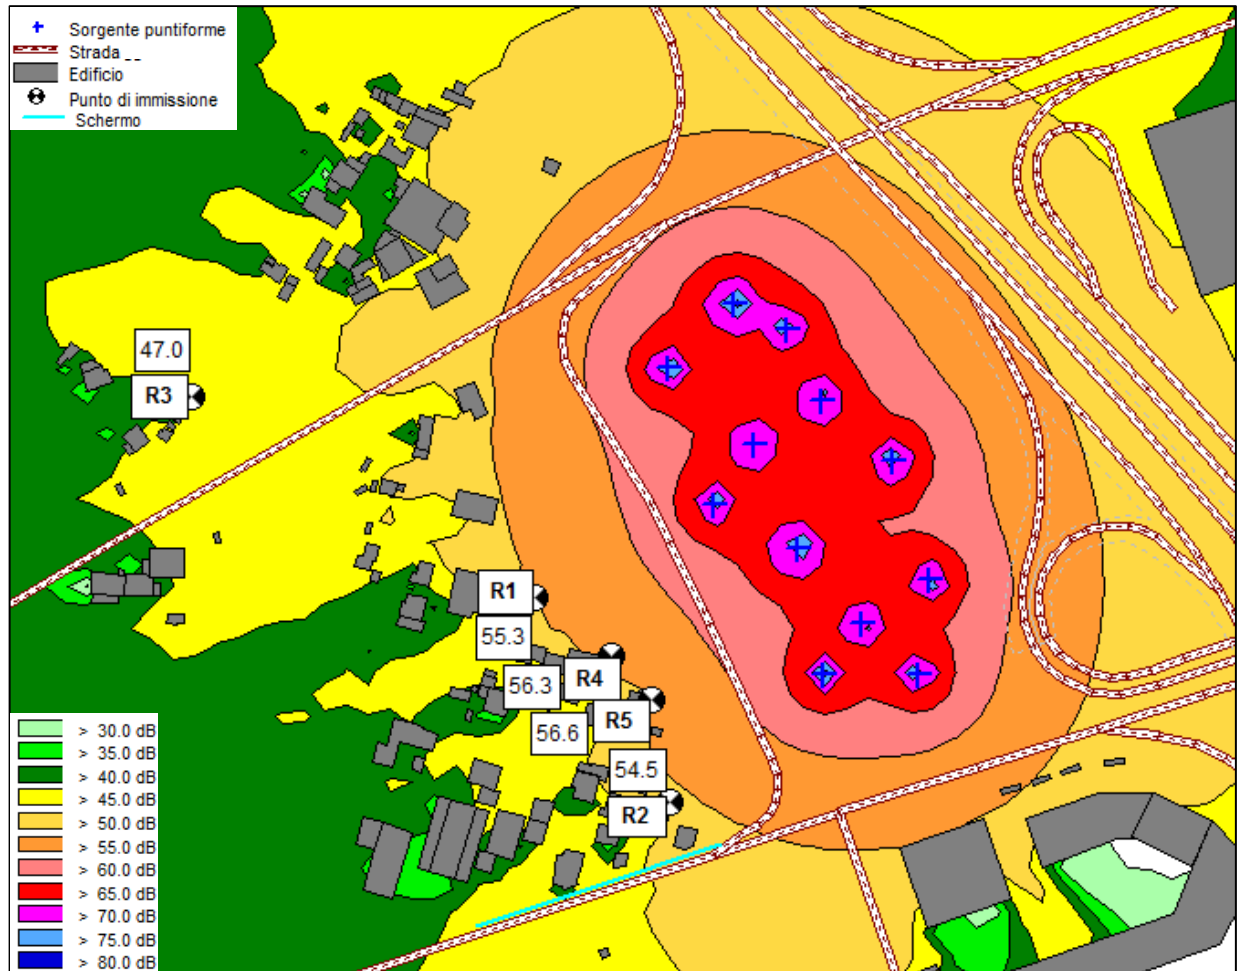 Sorgente puntiforme
Strada _ _
Edificio
Punto di immissione
Schermo
47.0
R3
R1
55.3
R4
56.3
R5
56.6
54.5
R2
> 30.0 dB
> 35.0 dB
> 40.0 dB
> 45.0 dB
> 50.0 dB
> 55.0 dB
> 60.0 dB
> 65.0 dB
> 70.0 dB
> 75.0 dB
> 80.0 dB